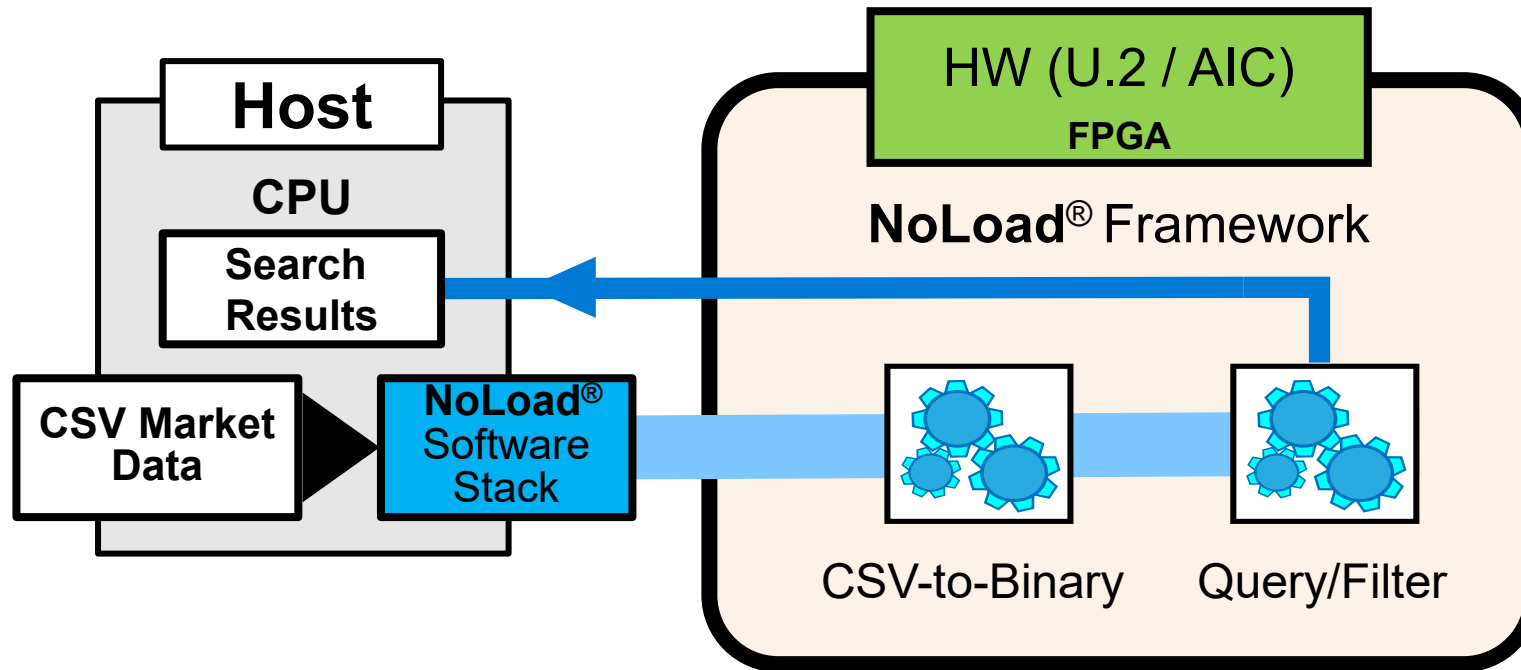 Host
CPU
Search
Results
CSV Market
Data
NoLoad®
Software
Stack
HW (U.2 / AIC)
FPGA
NoLoad® Framework
CSV-to-Binary
Query/Filter